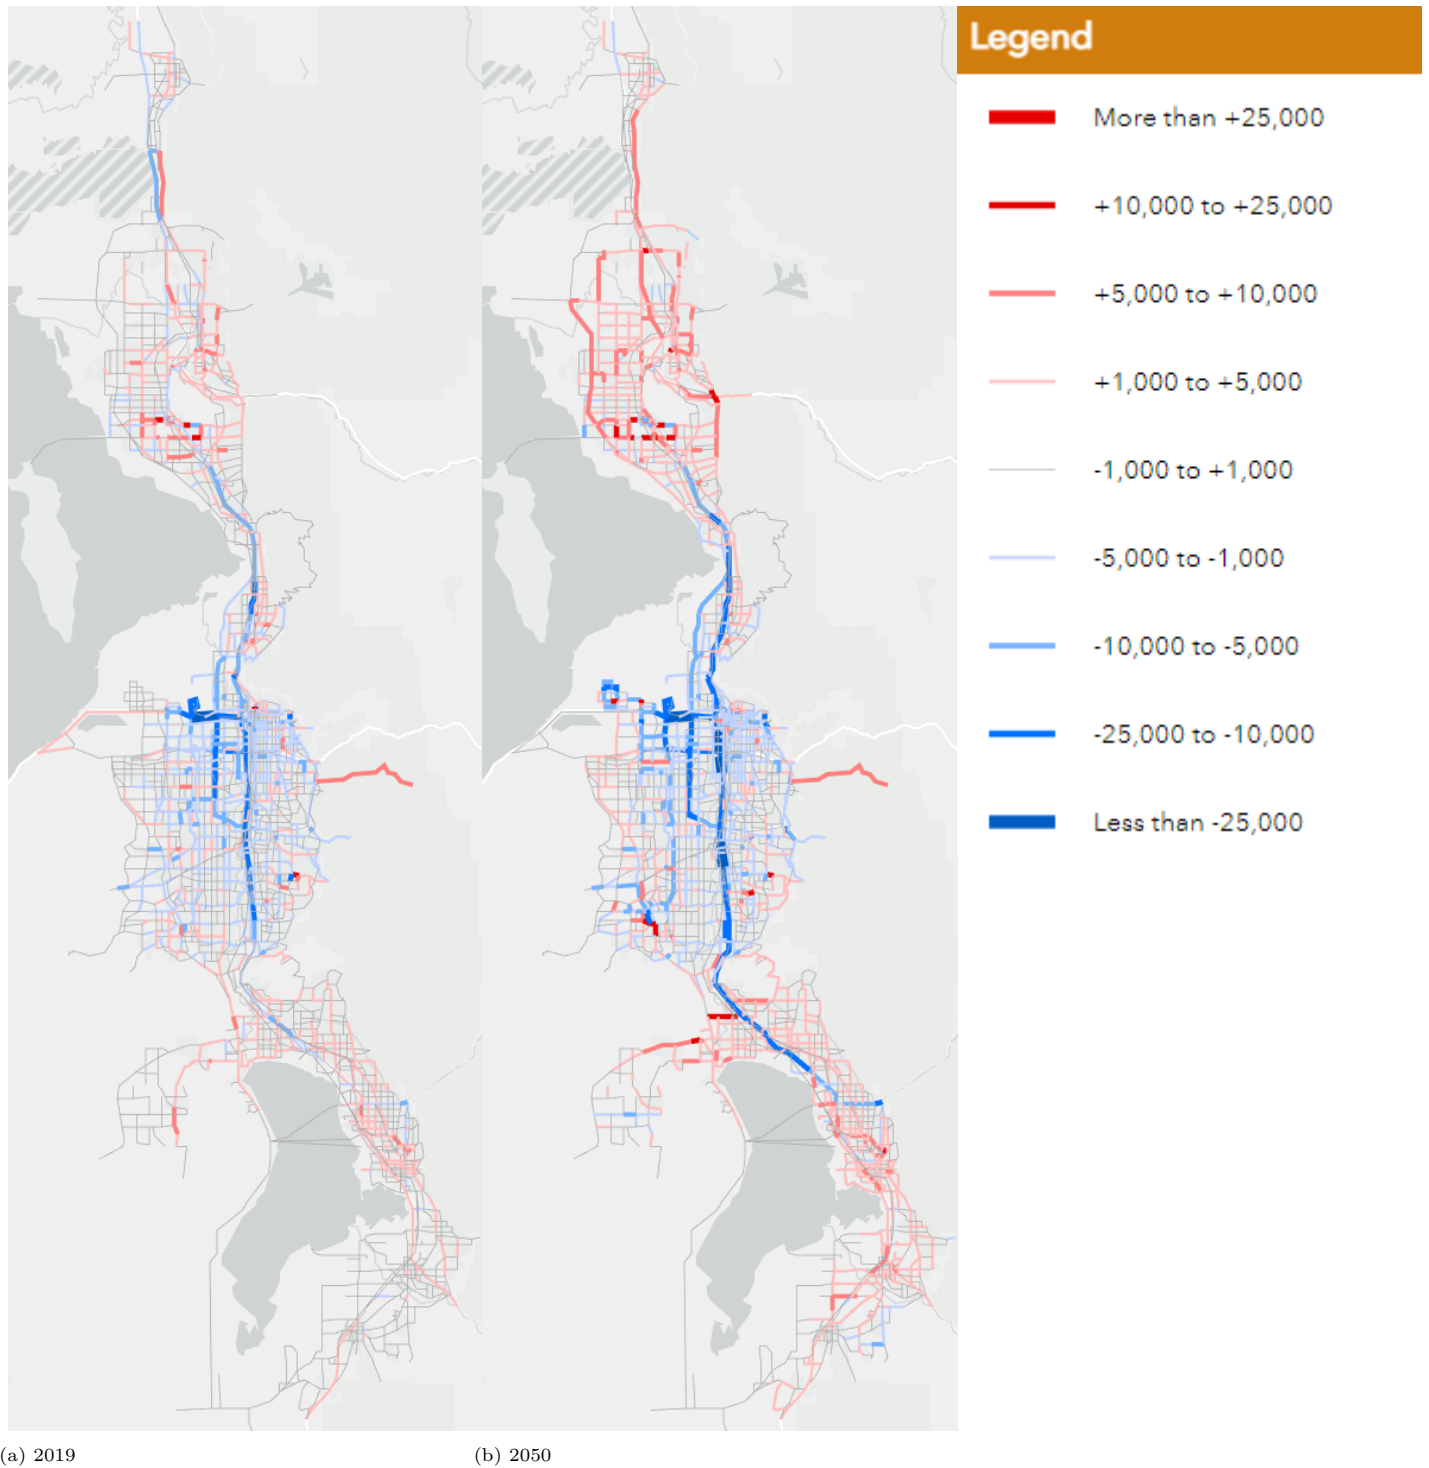 Legend
More than +25,000
+10,000 to +25,000
+5,000 to +10,000
+1,000 to +5,000
-1,000 to +1,000
-5,000 to -1,000
-10,000 to -5,000
-25,000 to -10,000
Less than -25,000
(a) 2019
(b) 2050